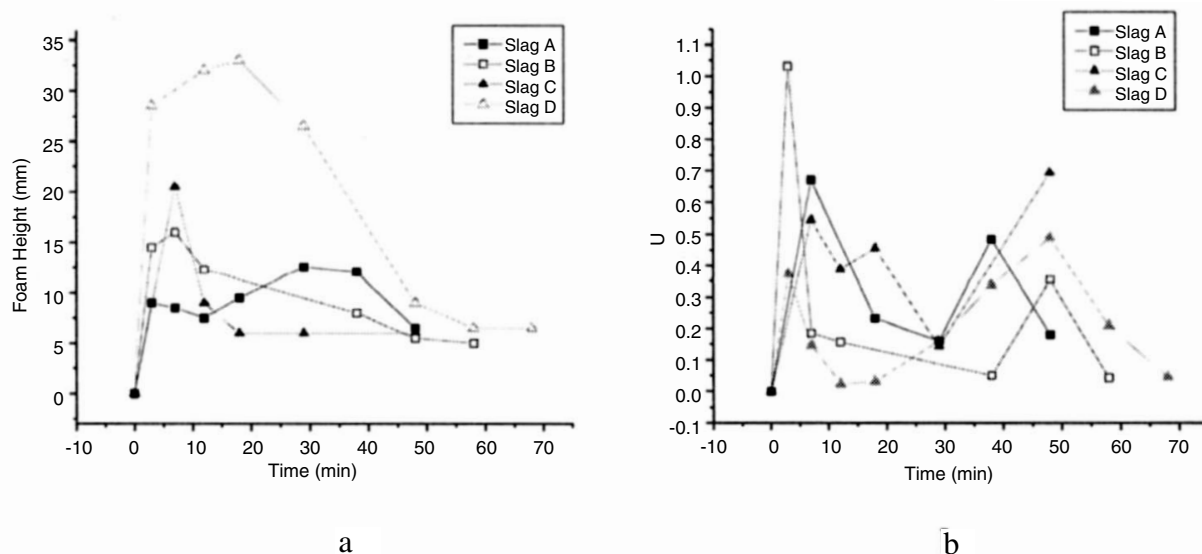 Slag A
Slag B
Slag C
Slag D
35
30
25
20
15
10
5
0
Foam Height (mm)
-10 0 10 20 30 40 50 60 70
Time (min)
a
Slag A
Slag B
Slag C
Slag D
1.1
1.0
0.9
0.8
0.7
0.6
0.5
0.4
0.3
0.2
0.1
0.0
-0.1
U
-10 0 10 20 30 40 50 60 70
Time (min)
b